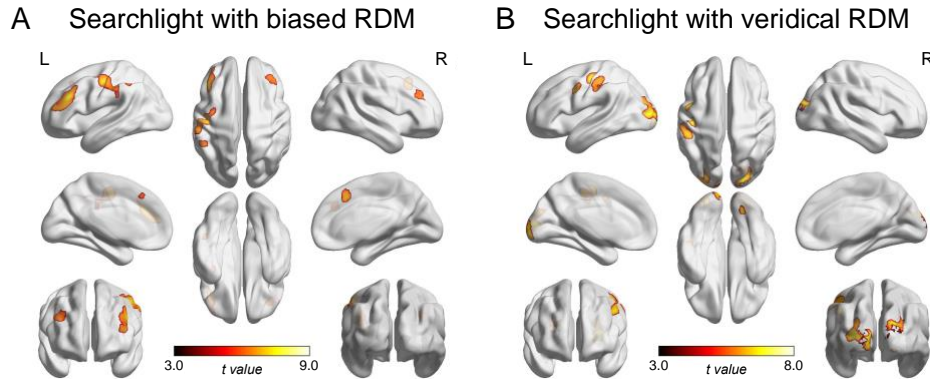 A Searchlight with biased RDM
L R
3.0 t value 9.0
B Searchlight with veridical RDM
L R
3.0 t value 8.0